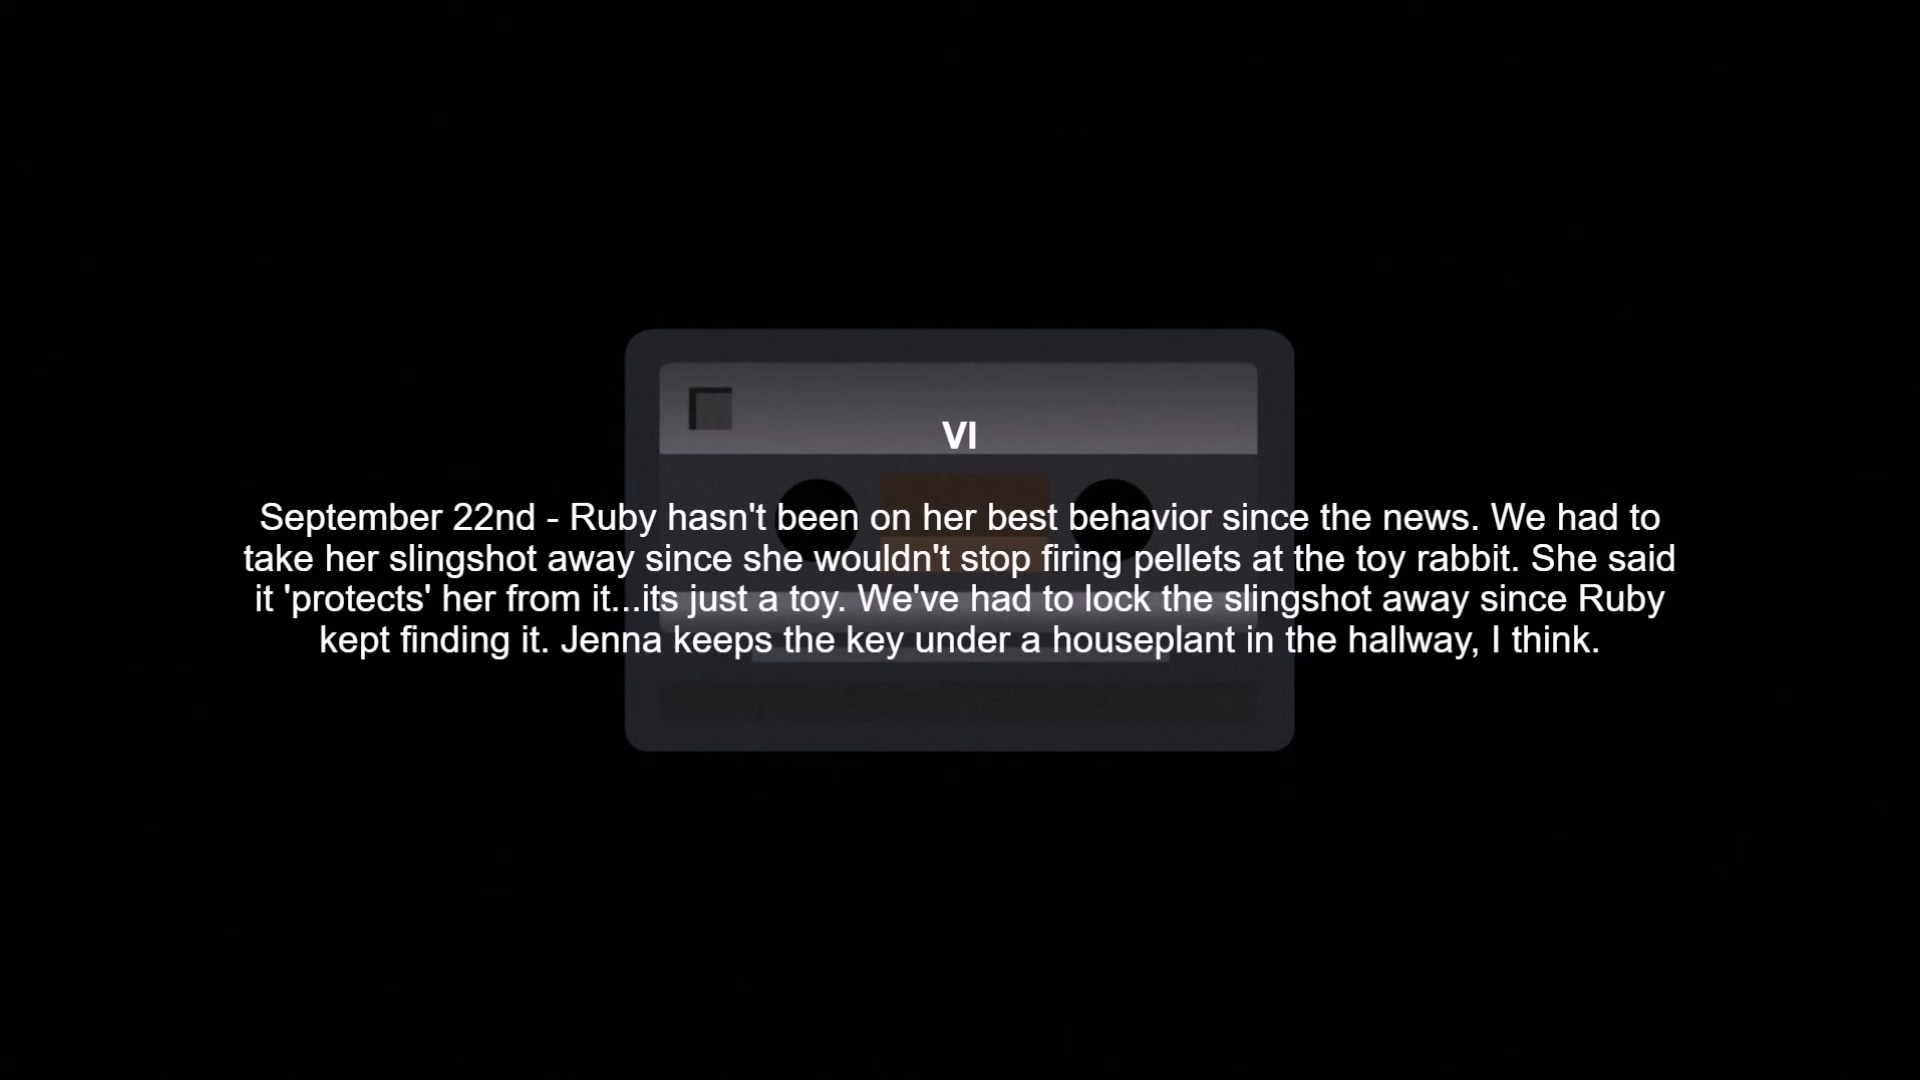 VI
September 22nd - Ruby hasn't been on her best behavior since the news. We had to
take her slingshot away since she wouldn't stop firing pellets at the toy rabbit. She said
it 'protects' her from it...its just a toy. We've had to lock the slingshot away since Ruby
kept finding it. Jenna keeps the key under a houseplant in the hallway, I think.